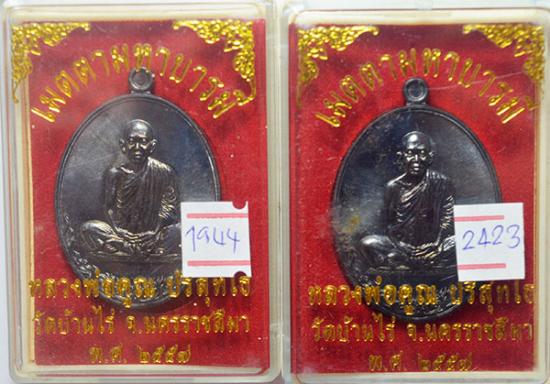 เมตตามหาบารมี
1944
หลวงพ่อคูณ ปริสุทโธ
วัดบ้านไร่ จ.นครราชสีมา
พ.ศ. ๒๕๕๗
เมตตามหาบารมี
2423
หลวงพ่อคูณ ปริสุทโธ
วัดบ้านไร่ จ.นครราชสีมา
พ.ศ. ๒๕๕๗